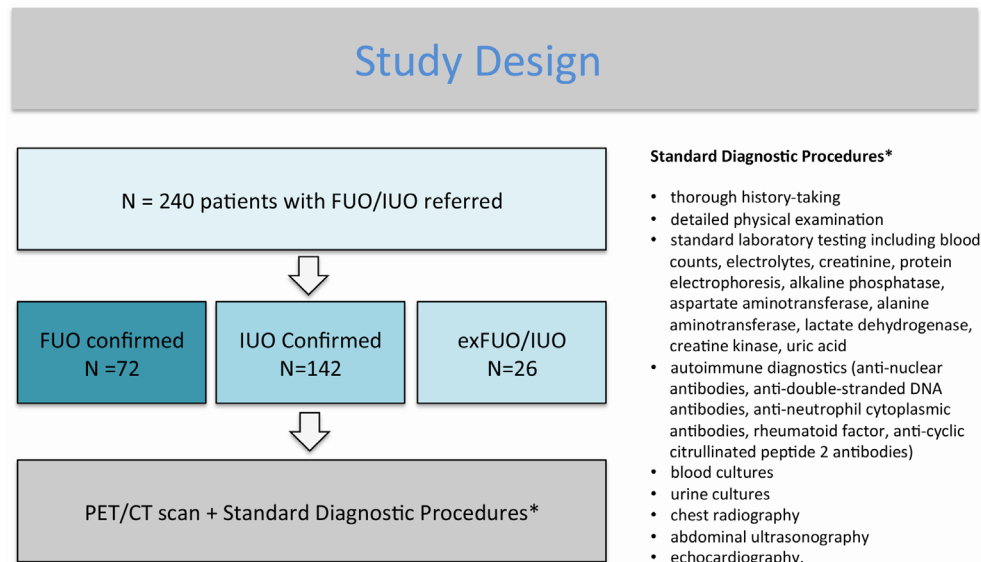 Study Design
N = 240 patients with FUO/IUO referred
FUO confirmed
N =72
IUO Confirmed
N=142
exFUO/IUO
N=26
PET/CT scan + Standard Diagnostic Procedures*
Standard Diagnostic Procedures*
• thorough history-taking
• detailed physical examination
• standard laboratory testing including blood
counts, electrolytes, creatinine, protein
electrophoresis, alkaline phosphatase,
aspartate aminotransferase, alanine
aminotransferase, lactate dehydrogenase,
creatine kinase, uric acid
• autoimmune diagnostics (anti-nuclear
antibodies, anti-double-stranded DNA
antibodies, anti-neutrophil cytoplasmic
antibodies, rheumatoid factor, anti-cyclic
citrullinated peptide 2 antibodies)
• blood cultures
• urine cultures
• chest radiography
• abdominal ultrasonography
• echocardiography.